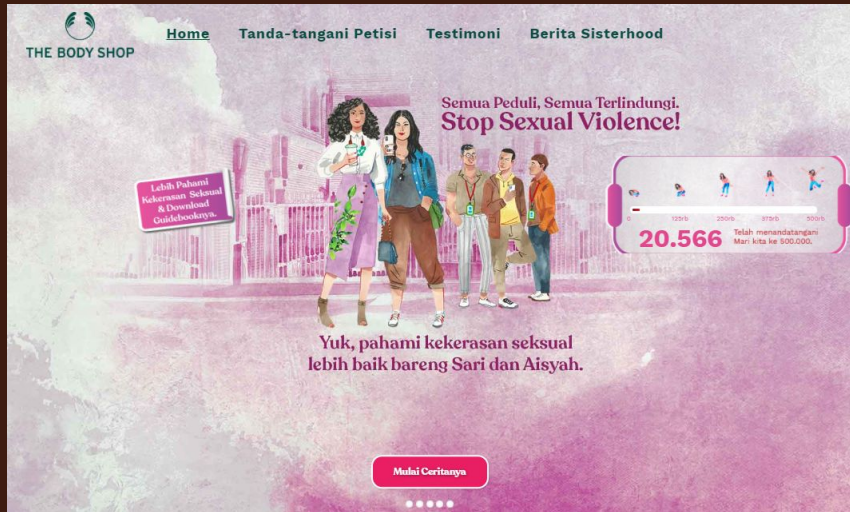 THE BODY SHOP
Home
Tanda-tangani Petisi
Testimoni
Berita Sisterhood
Semua Peduli, Semua Terlindungi.
Stop Sexual Violence!
Lebih Pahami
Kekerasan Seksual
& Download
Guidebooknya.
0 125rb 250rb 375rb 500rb
20.566
Telah menandatangani
Mari kita ke 500.000.
Yuk, pahami kekerasan seksual
lebih baik bareng Sari dan Aisyah.
Mulai Ceritanya